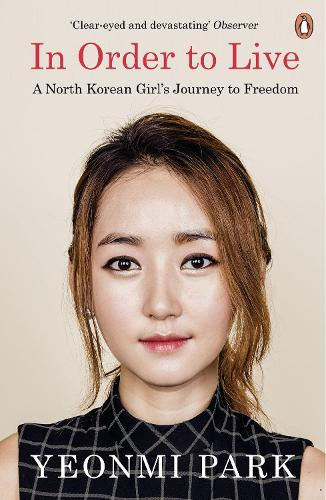 ‘Clear-eyed and devastating’ Observer
In Order to Live
A North Korean Girl’s Journey to Freedom
YEONMI PARK